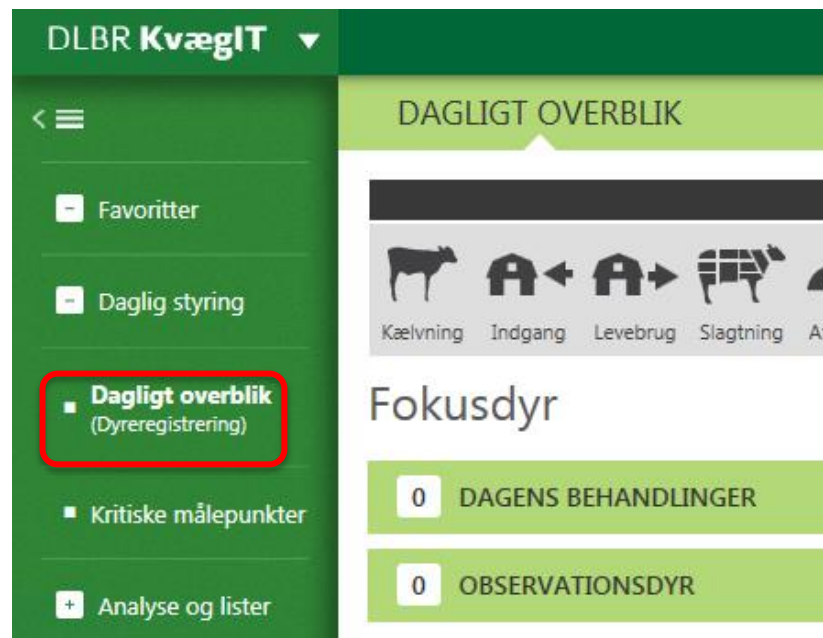 DLBR KvægIT
DAGLIGT OVERBLIK
Favoritter
Daglig styring
Dagligt overblik
(Dyreregistrering)
Kritiske målepunkter
Analyse og lister
Kælvning Indgang Levebrug Slagtning
Fokusdyr
0 DAGENS BEHANDLINGER
0 OBSERVATIONSDYR